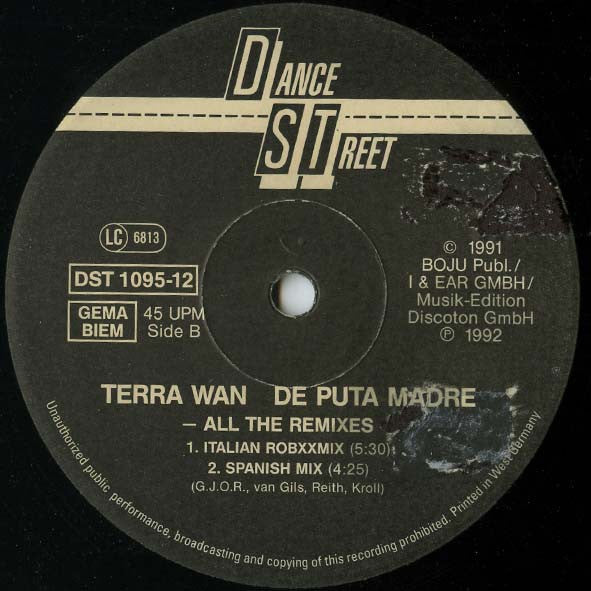 DANCE
STREET
LC 6813
DST 1095-12
GEMA
BIEM
45 UPM
Side B
© 1991
BOJU Publ./
I & EAR GMBH/
Musik-Edition
Discoton GmbH
℗ 1992
TERRA WAN DE PUTA MADRE
– ALL THE REMIXES
1. ITALIAN ROBXXMIX (5:30)
2. SPANISH MIX (4:25)
(G.J.O.R., van Gils, Reith, Kroll)
Unauthorized public performance, broadcasting and copying of this recording prohibited. Printed in West Germany